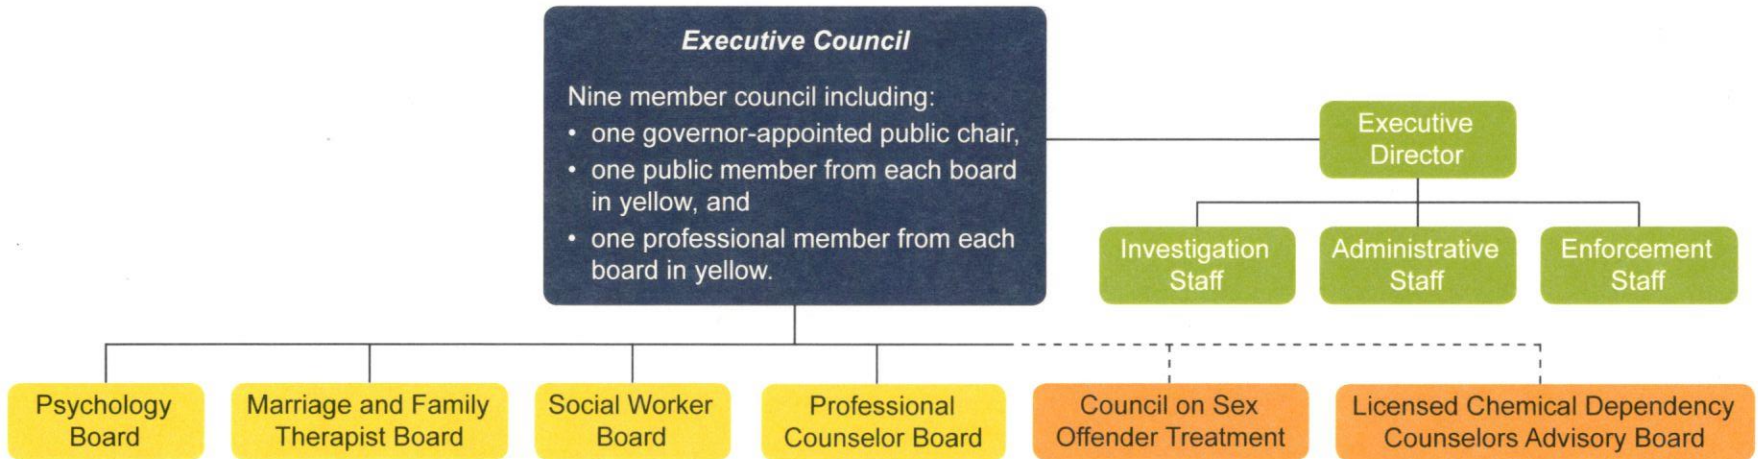 Executive Council
Nine member council including:
• one governor-appointed public chair,
• one public member from each board
in yellow, and
• one professional member from each
board in yellow.
Executive
Director
Investigation
Staff
Administrative
Staff
Enforcement
Staff
Psychology
Board
Marriage and Family
Therapist Board
Social Worker
Board
Professional
Counselor Board
Council on Sex
Offender Treatment
Licensed Chemical Dependency
Counselors Advisory Board